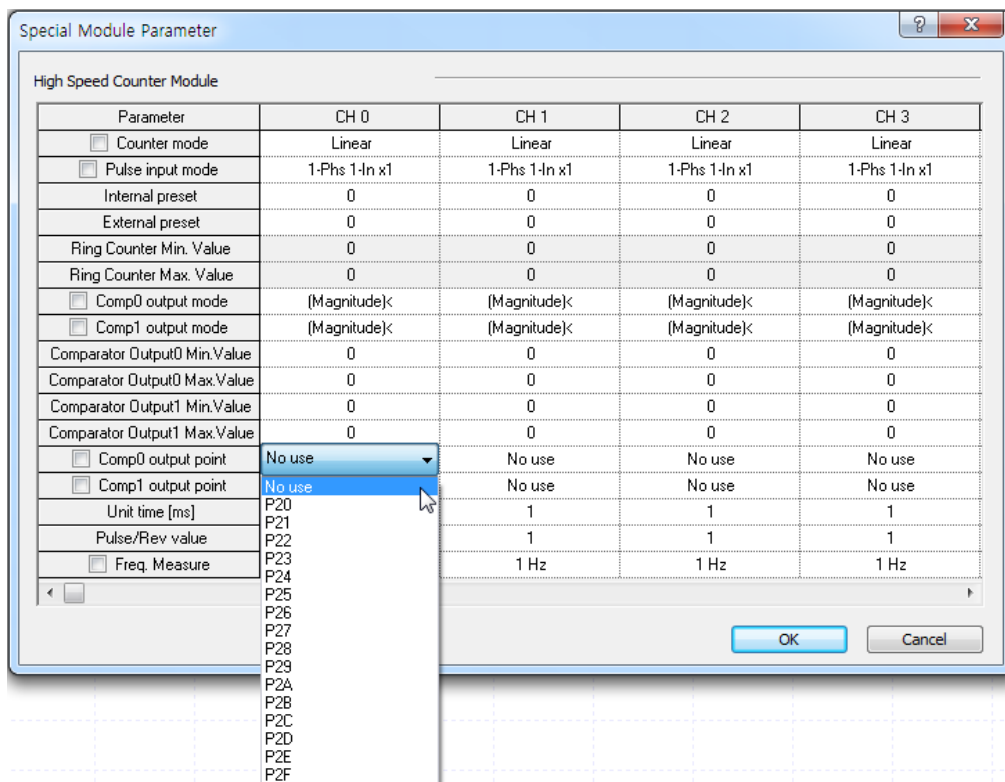 Special Module Parameter
High Speed Counter Module
Parameter CH 0 CH 1 CH 2 CH 3
Counter mode Linear Linear Linear Linear
Pulse input mode 1-Phs 1-In x1 1-Phs 1-In x1 1-Phs 1-In x1 1-Phs 1-In x1
Internal preset 0 0 0 0
External preset 0 0 0 0
Ring Counter Min. Value 0 0 0 0
Ring Counter Max. Value 0 0 0 0
Comp0 output mode (Magnitude)< (Magnitude)< (Magnitude)< (Magnitude)<
Comp1 output mode (Magnitude)< (Magnitude)< (Magnitude)< (Magnitude)<
Comparator Output0 Min.Value 0 0 0 0
Comparator Output0 Max.Value 0 0 0 0
Comparator Output1 Min.Value 0 0 0 0
Comparator Output1 Max.Value 0 0 0 0
Comp0 output point No use No use No use No use
Comp1 output point No use No use No use No use
Unit time [ms] 1 1 1
Pulse/Rev value 1 1 1
Freq. Measure 1 Hz 1 Hz 1 Hz
P20
P21
P22
P23
P24
P25
P26
P27
P28
P29
P2A
P2B
P2C
P2D
P2E
P2F
OK Cancel